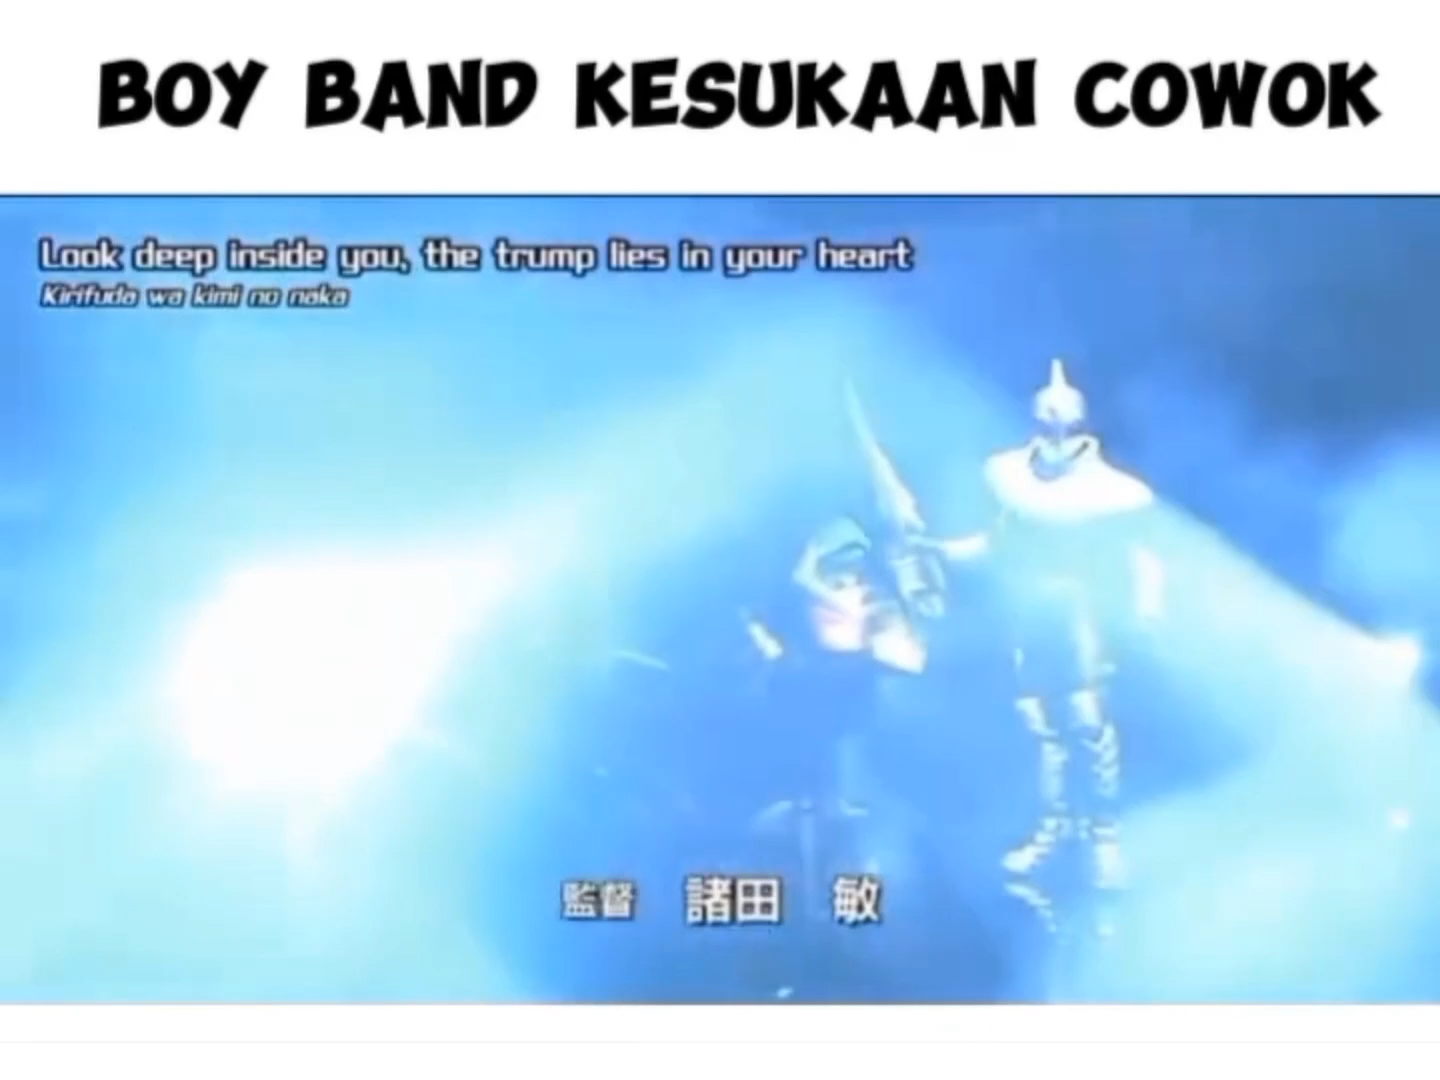 BOY BAND KESUKAAN COWOK
Look deep inside you, the trump lies in your heart
Kirifuda wa kimi no naka
監督 諸田 敏